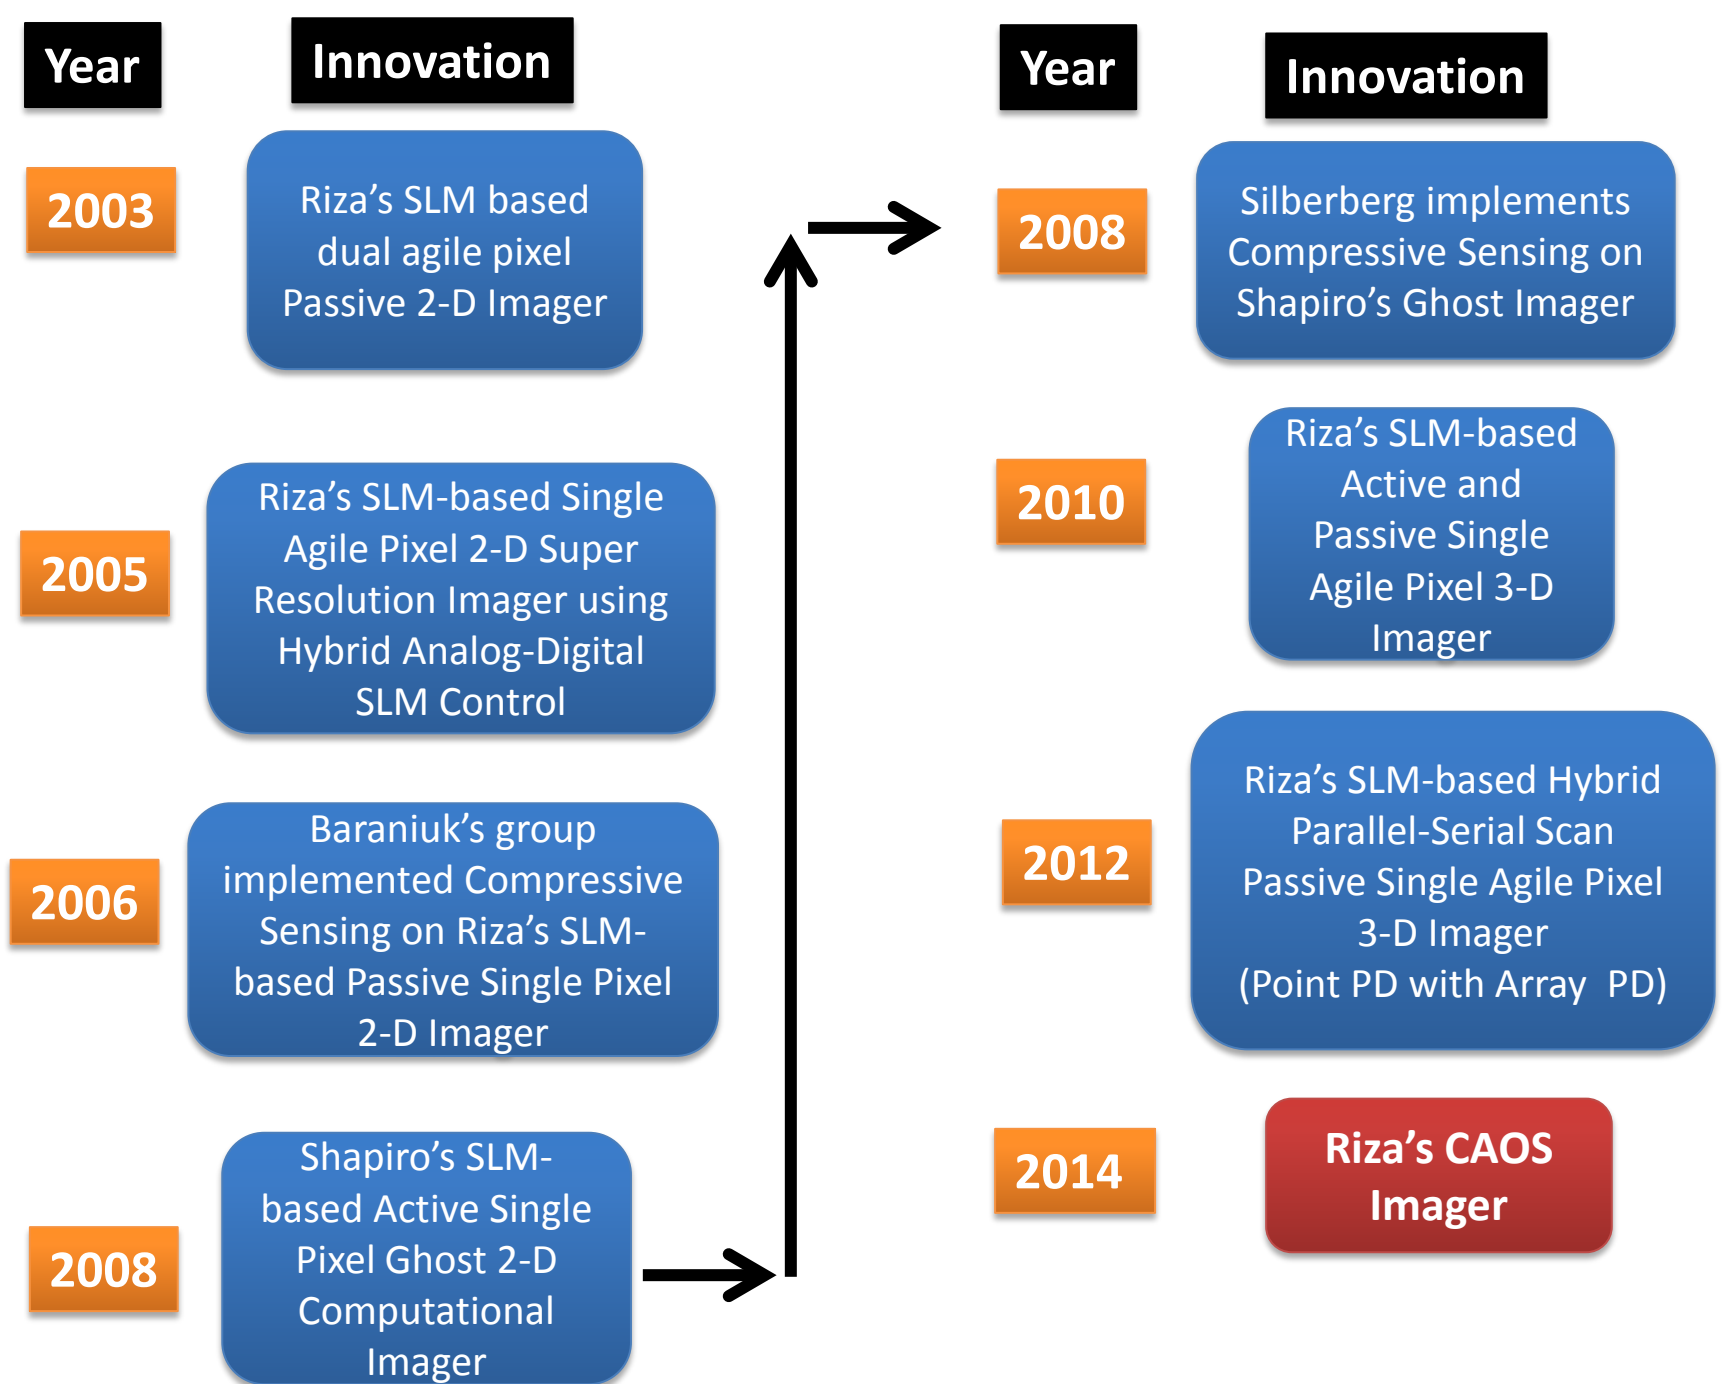 Year
Innovation
2003
Riza’s SLM based
dual agile pixel
Passive 2-D Imager
2005
Riza’s SLM-based Single
Agile Pixel 2-D Super
Resolution Imager using
Hybrid Analog-Digital
SLM Control
2006
Baraniuk’s group
implemented Compressive
Sensing on Riza’s SLM-
based Passive Single Pixel
2-D Imager
2008
Shapiro’s SLM-
based Active Single
Pixel Ghost 2-D
Computational
Imager
Year
Innovation
2008
Silberberg implements
Compressive Sensing on
Shapiro’s Ghost Imager
2010
Riza’s SLM-based
Active and
Passive Single
Agile Pixel 3-D
Imager
2012
Riza’s SLM-based Hybrid
Parallel-Serial Scan
Passive Single Agile Pixel
3-D Imager
(Point PD with Array  PD)
2014
Riza’s CAOS
Imager